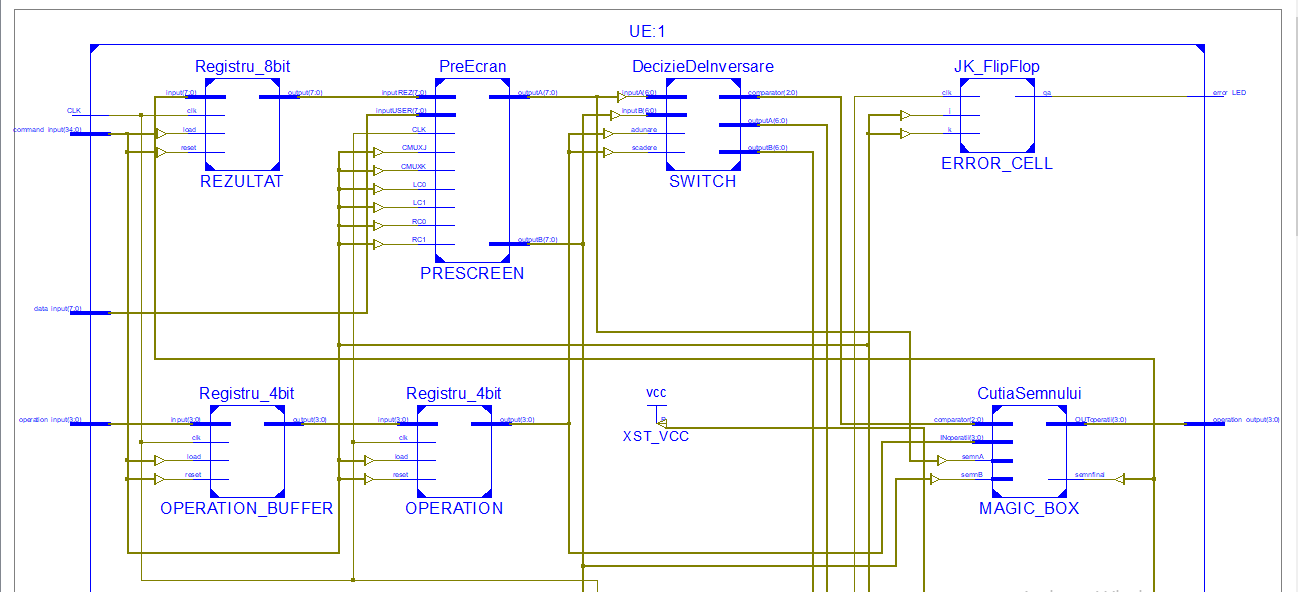 UE:1
Registru_8bit
PreEcran
DecizieDeInversare
JK_FlipFlop
input(7:0)
output(7:0)
inputREZ(7:0)
outputA(7:0)
inputA(6:0)
comparator(2:0)
clk
qa
error_LED
CLK
clk
inputUSER(7:0)
inputB(6:0)
j
command_input(34:0)
load
CLK
adunare
outputA(6:0)
k
reset
CMUXJ
scadere
outputB(6:0)
ERROR_CELL
CMUXK
REZULTAT
LC0
SWITCH
LC1
RC0
RC1
outputB(7:0)
PRESCREEN
data_input(7:0)
Registru_4bit
Registru_4bit
VCC
CutiaSemnului
operation_input(3:0)
input(3:0)
output(3:0)
input(3:0)
output(3:0)
P
comparator(2:0)
OUToperatii(3:0)
operation_output(3:0)
clk
clk
XST_VCC
INoperatii(3:0)
load
load
semnA
reset
reset
semnB
semnfinal
OPERATION_BUFFER
OPERATION
MAGIC_BOX